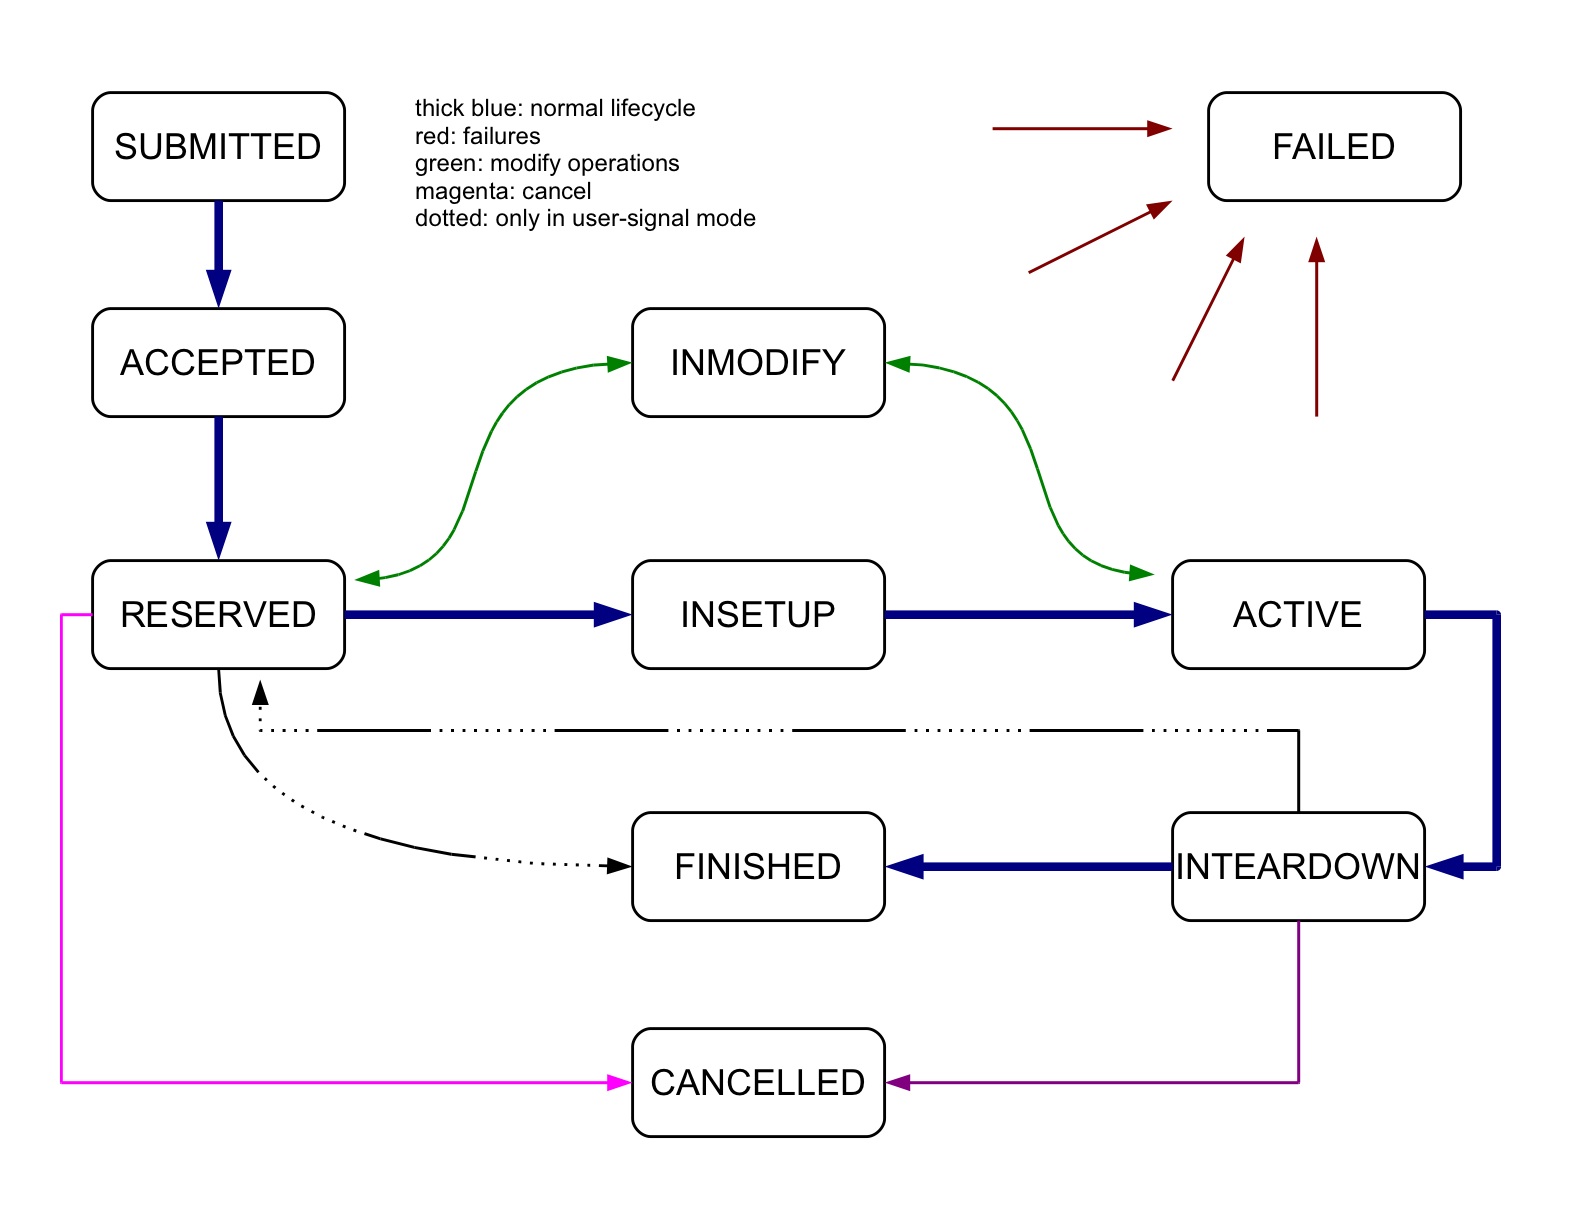 SUBMITTED
thick blue: normal lifecycle
red: failures
green: modify operations
magenta: cancel
dotted: only in user-signal mode
FAILED
ACCEPTED
INMODIFY
RESERVED
INSETUP
ACTIVE
FINISHED
INTEARDOWN
CANCELLED